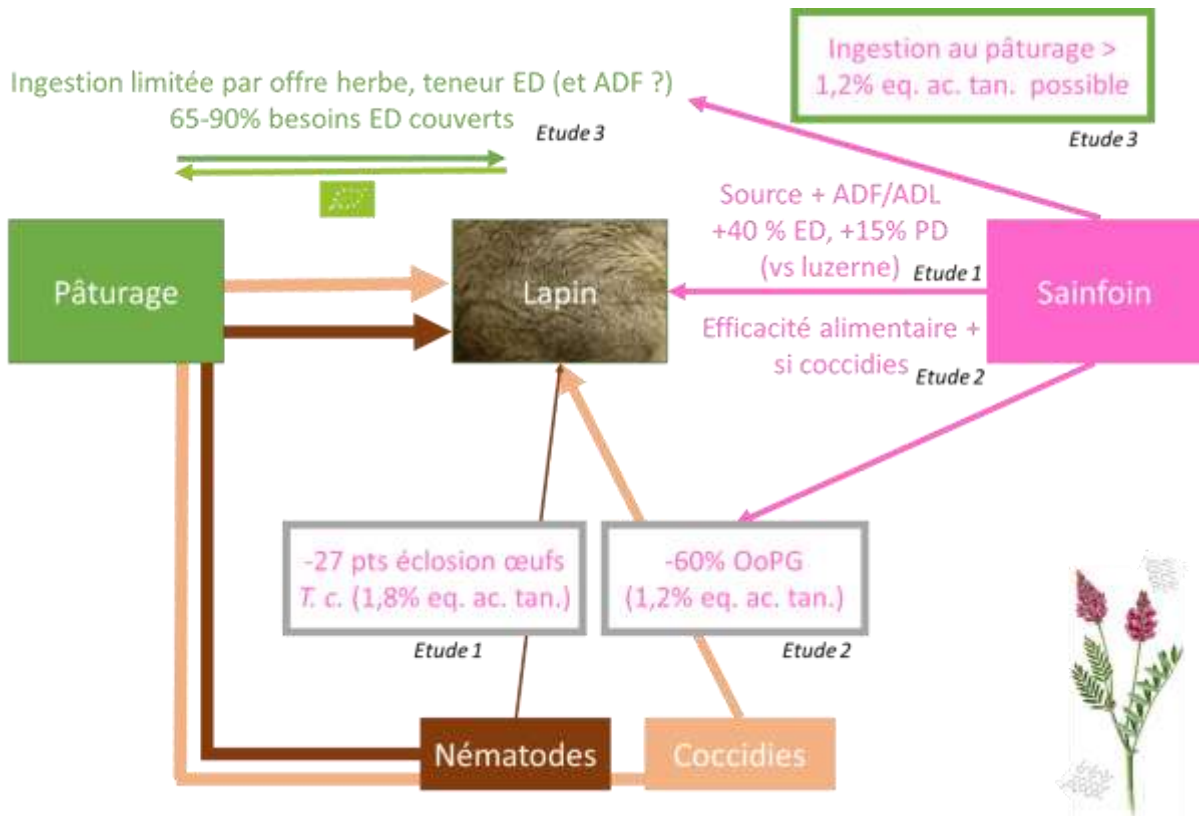 Ingestion au pâturage >
1,2% eq. ac. tan. possible
Etude 3
Ingestion limitée par offre herbe, teneur ED (et ADF ?)
65-90% besoins ED couverts
Etude 3
Source + ADF/ADL
+40 % ED, +15% PD
(vs luzerne)
Etude 1
Pâturage
Lapin
Sainfoin
Efficacité alimentaire +
si coccidies
Etude 2
-27 pts éclosion œufs
T. c. (1,8% eq. ac. tan.)
Etude 1
-60% OoPG
(1,2% eq. ac. tan.)
Etude 2
Nématodes
Coccidies